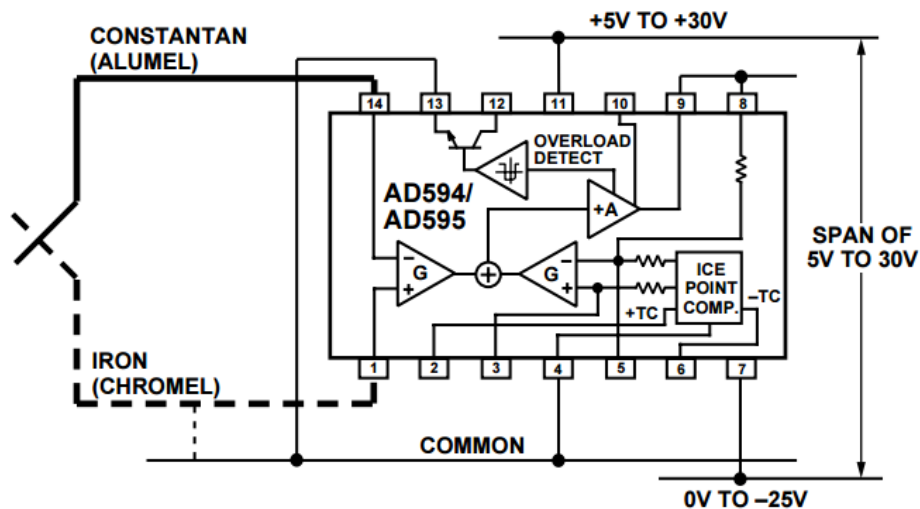 CONSTANTAN
(ALUMEL)
+5V TO +30V
14
13
12
11
10
9
8
OVERLOAD
DETECT
AD594/
AD595
+A
SPAN OF
5V TO 30V
–
G
+
+
G
–
+
ICE
POINT
COMP.
–TC
+TC
IRON
(CHROMEL)
1
2
3
4
5
6
7
COMMON
0V TO –25V